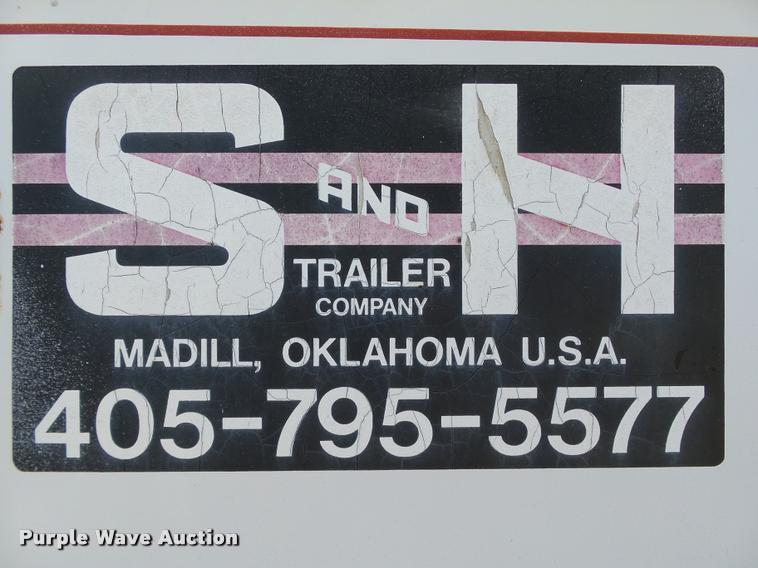 S AND H
TRAILER
COMPANY
MADILL, OKLAHOMA U.S.A.
405-795-5577
Purple Wave Auction